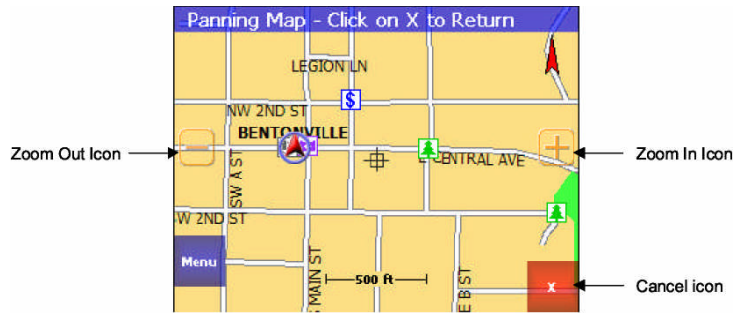 Panning Map - Click on X to Return
LEGION LN
$
NW 2ND ST
BENTONVILLE
Zoom Out Icon
Zoom In Icon
E CENTRAL AVE
SW A ST
W 2ND ST
Menu
500 ft
S MAIN ST
E B ST
X
Cancel icon